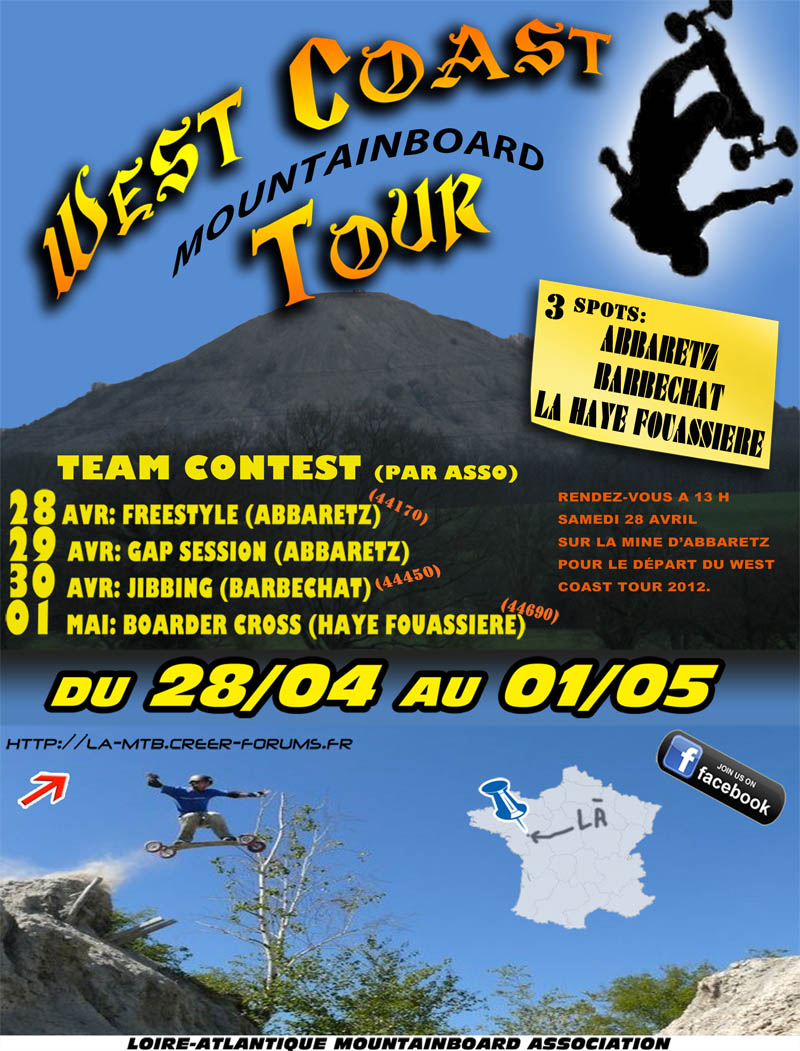 WEST COAST
MOUNTAINBOARD
TOUR
3 SPOTS:
ABBARETZ
BARBECHAT
LA HAYE FOUASSIERE
TEAM CONTEST (PAR ASSO)
28 AVR: FREESTYLE (ABBARETZ) (44170)
29 AVR: GAP SESSION (ABBARETZ)
30 AVR: JIBBING (BARBECHAT) (44450)
01 MAI: BOARDER CROSS (HAYE FOUASSIERE) (44690)
RENDEZ-VOUS A 13 H
SAMEDI 28 AVRIL
SUR LA MINE D'ABBARETZ
POUR LE DÉPART DU WEST
COAST TOUR 2012.
DU 28/04 AU 01/05
HTTP://LA-MTB.CREER-FORUMS.FR
JOIN US ON
f facebook
LÀ
LOIRE-ATLANTIQUE MOUNTAINBOARD ASSOCIATION